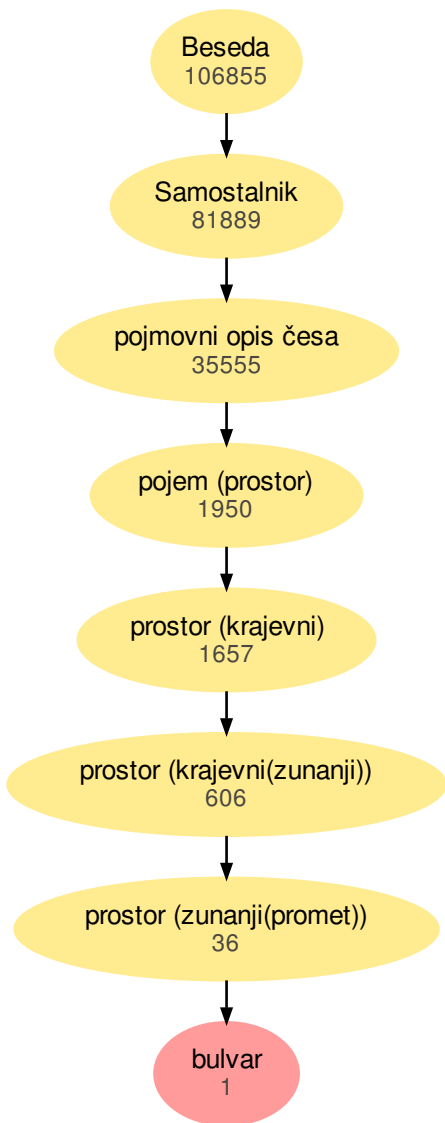 Beseda
106855
Samostalnik
81889
pojmovni opis česa
35555
pojem (prostor)
1950
prostor (krajevni)
1657
prostor (krajevni(zunanji))
606
prostor (zunanji(promet))
36
bulvar
1